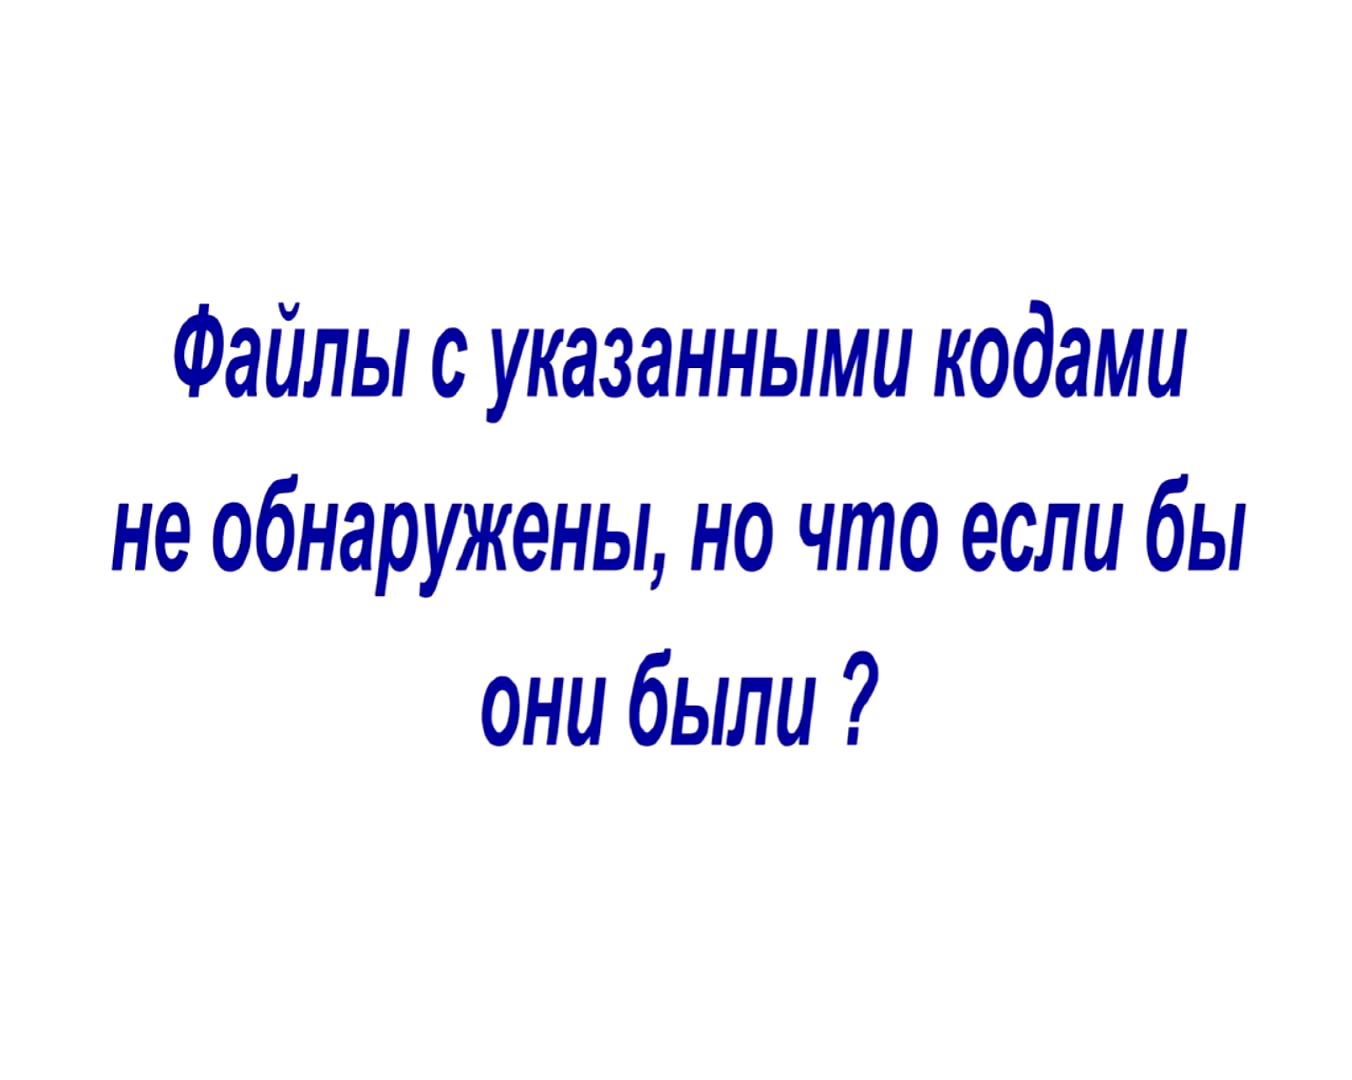 Файлы с указанными кодами
не обнаружены, но что если бы
они были ?